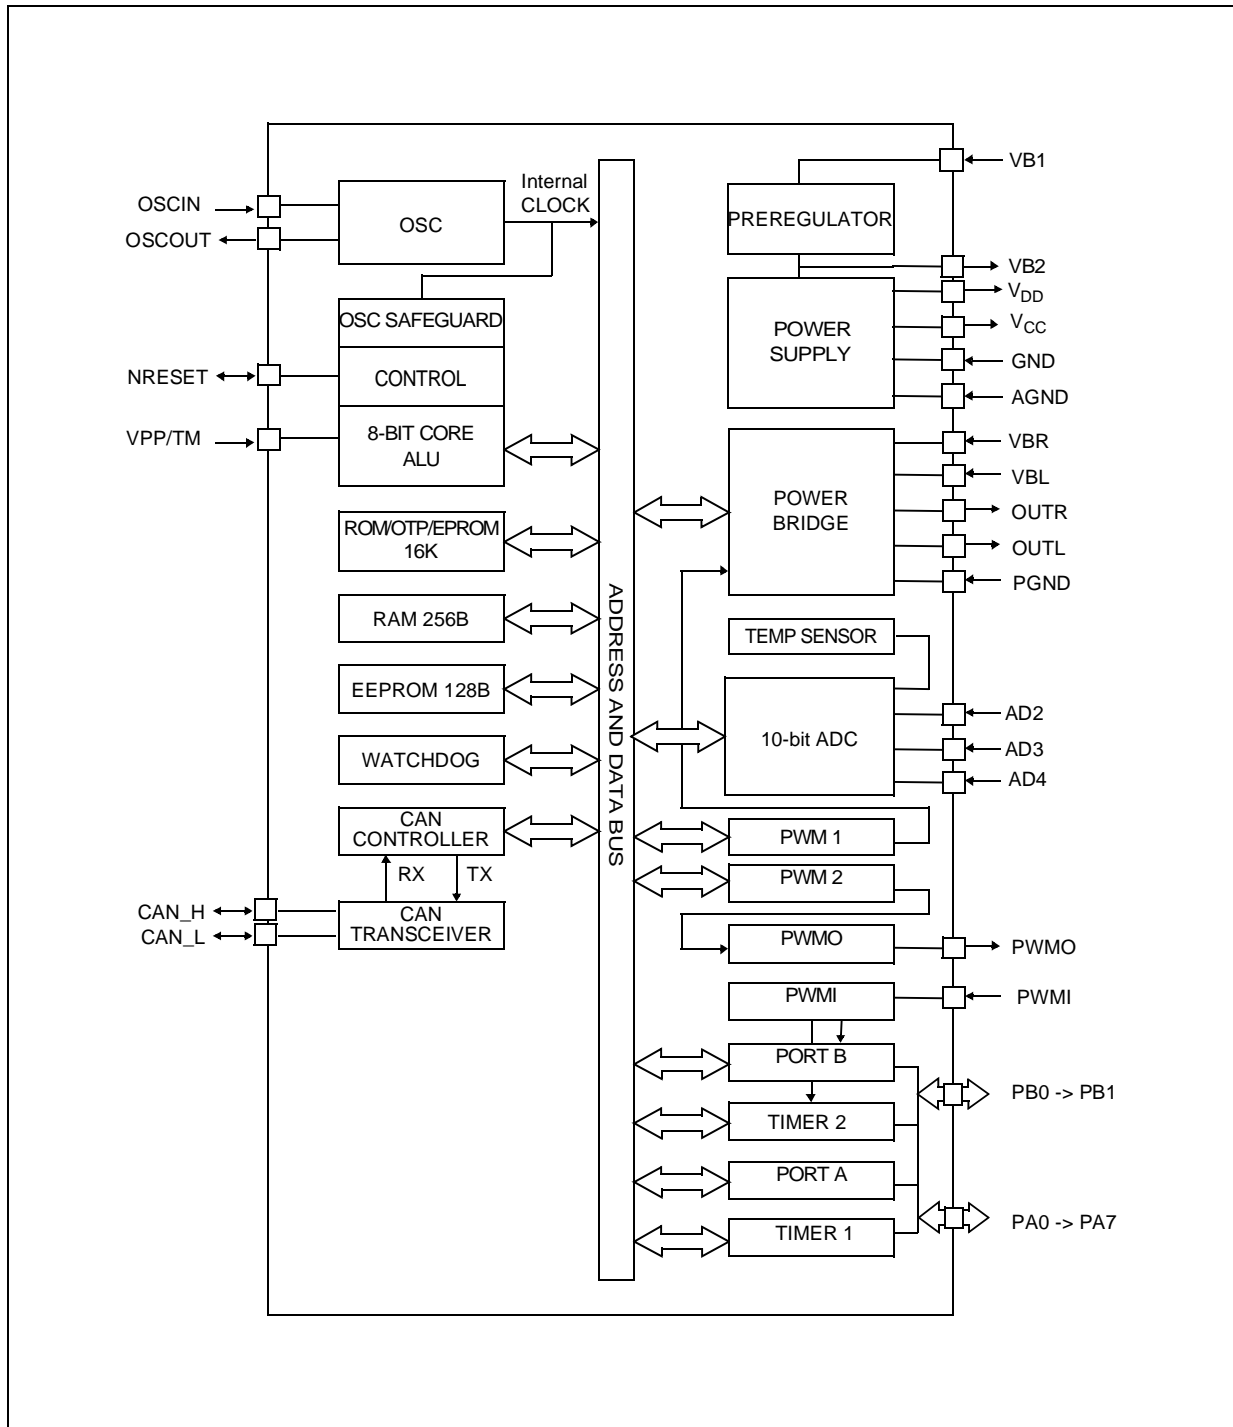 OSCIN
OSCOUT
OSC
Internal
CLOCK
OSC SAFEGUARD
NRESET
CONTROL
VPP/TM
8-BIT CORE
ALU
ROM/OTP/EPROM
16K
RAM 256B
EEPROM 128B
WATCHDOG
CAN
CONTROLLER
RX
TX
CAN_H
CAN_L
CAN
TRANSCEIVER
ADDRESS AND DATA BUS
VB1
PREREGULATOR
VB2
VDD
VCC
POWER
SUPPLY
GND
AGND
VBR
VBL
POWER
BRIDGE
OUTR
OUTL
PGND
TEMP SENSOR
10-bit ADC
AD2
AD3
AD4
PWM 1
PWM 2
PWMO
PWMO
PWMI
PWMI
PORT B
PB0 -> PB1
TIMER 2
PORT A
PA0 -> PA7
TIMER 1